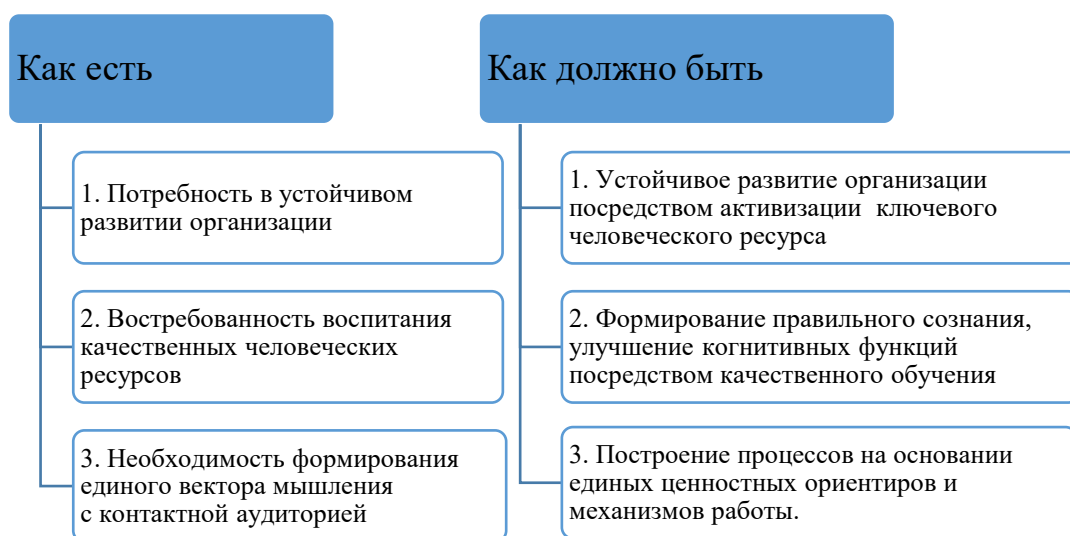 Как есть
1. Потребность в устойчивом
развитии организации
2. Востребованность воспитания
качественных человеческих
ресурсов
3. Необходимость формирования
единого вектора мышления
с контактной аудиторией
Как должно быть
1. Устойчивое развитие организации
посредством активизации  ключевого
человеческого ресурса
2. Формирование правильного сознания,
улучшение когнитивных функций
посредством качественного обучения
3. Построение процессов на основании
единых ценностных ориентиров и
механизмов работы.